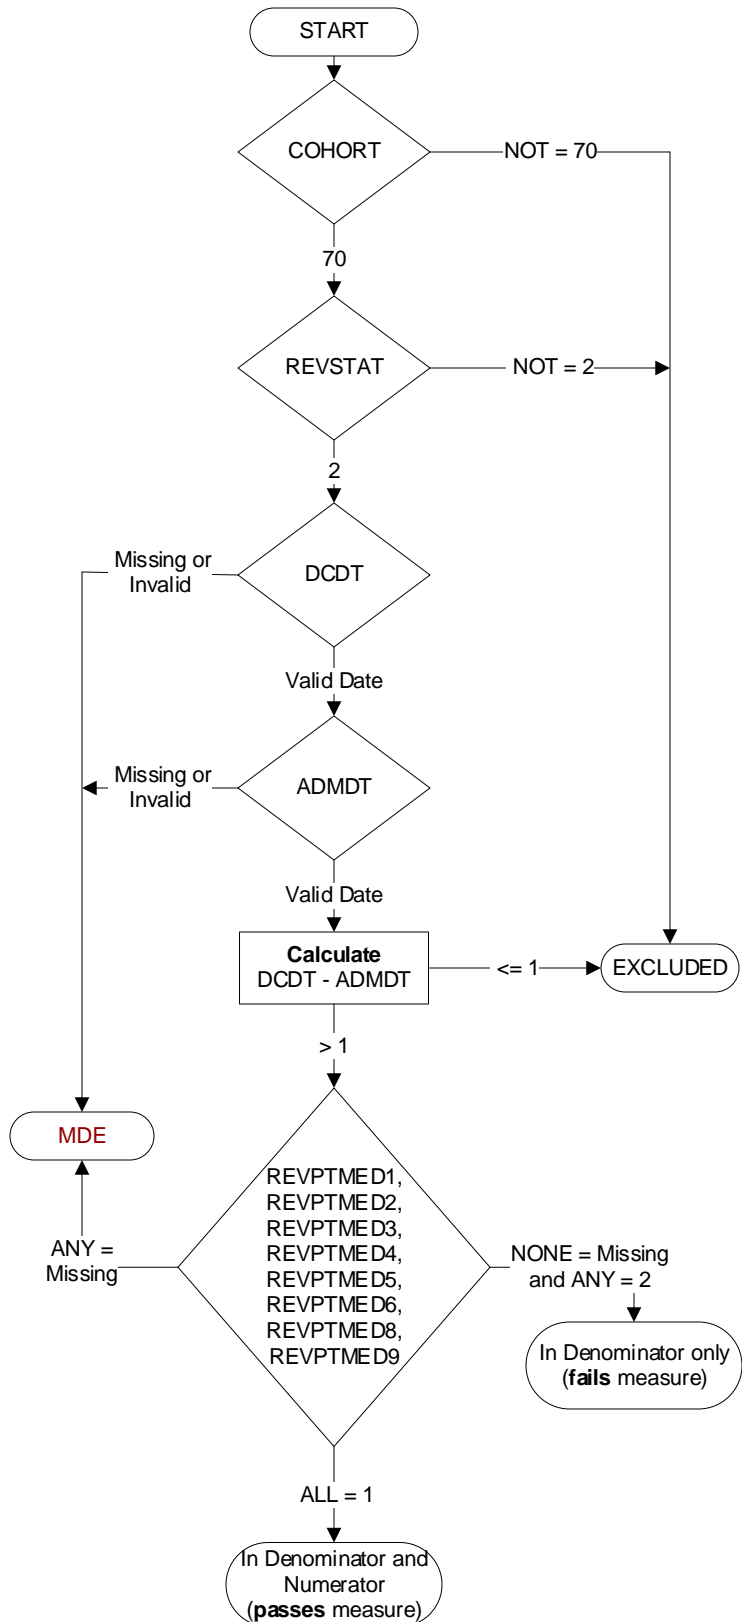 START
COHORT
NOT = 70
70
REVSTAT
NOT = 2
2
Missing or
Invalid
DCDT
Valid Date
Missing or
Invalid
ADMDT
Valid Date
Calculate
DCDT - ADMDT
<= 1
EXCLUDED
> 1
MDE
REVPTMED1,
REVPTMED2,
REVPTMED3,
REVPTMED4,
REVPTMED5,
REVPTMED6,
REVPTMED8,
REVPTMED9
ANY =
Missing
NONE = Missing
and ANY = 2
In Denominator only
(fails measure)
ALL = 1
In Denominator and
Numerator
(passes measure)